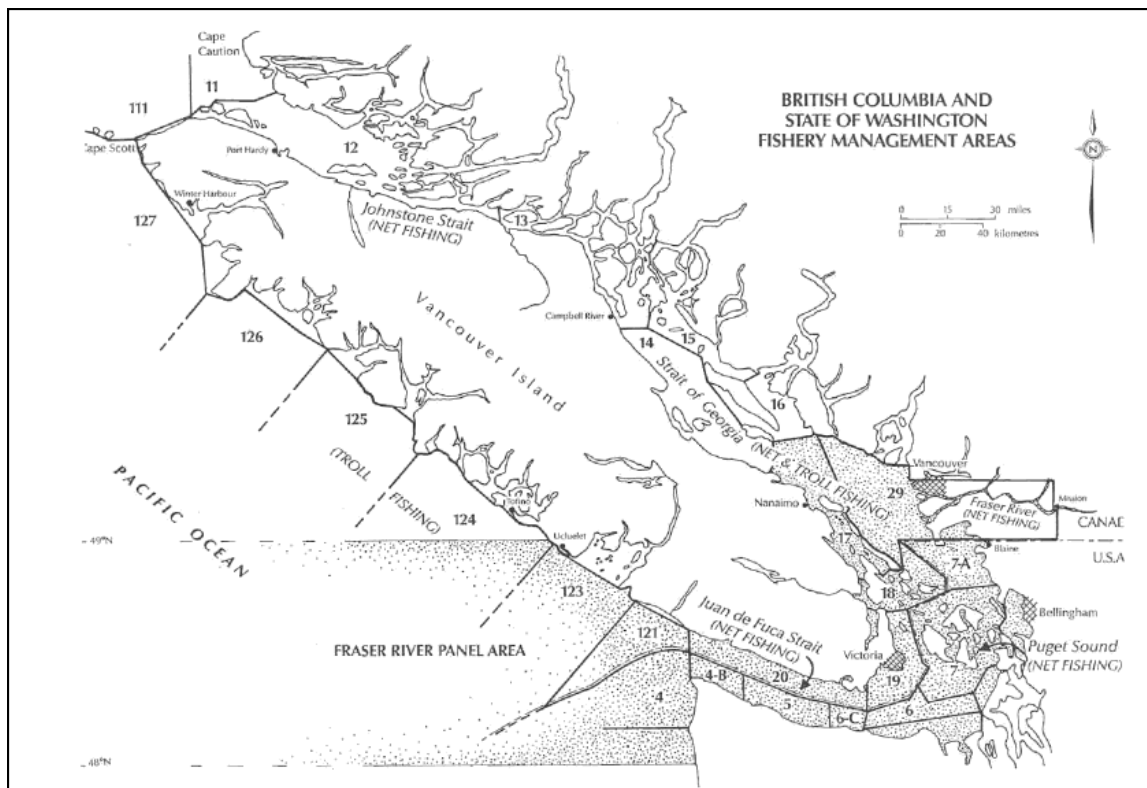 Cape
Caution
11
111
Cape Scott
BRITISH COLUMBIA AND
STATE OF WASHINGTON
FISHERY MANAGEMENT AREAS
N
Port Hardy
12
0 15 30 miles
0 20 40 kilometres
Winter Harbour
127
Johnstone Strait
(NET FISHING)
13
Vancouver Island
Campbell River
14
15
126
Strait of Georgia
(NET & TROLL FISHING)
16
125
(TROLL
FISHING)
PACIFIC OCEAN
124
Tofino
Vancouver
29
Fraser River
(NET FISHING)
Mission
Nanaimo
17
CANAD
49°N
Ucluelet
Blaine
U.S.A
7-A
123
18
Juan de Fuca Strait
(NET FISHING)
Bellingham
121
FRASER RIVER PANEL AREA
Victoria
Puget Sound
(NET FISHING)
7
19
20
4-B
4
5
6
6-C
48°N